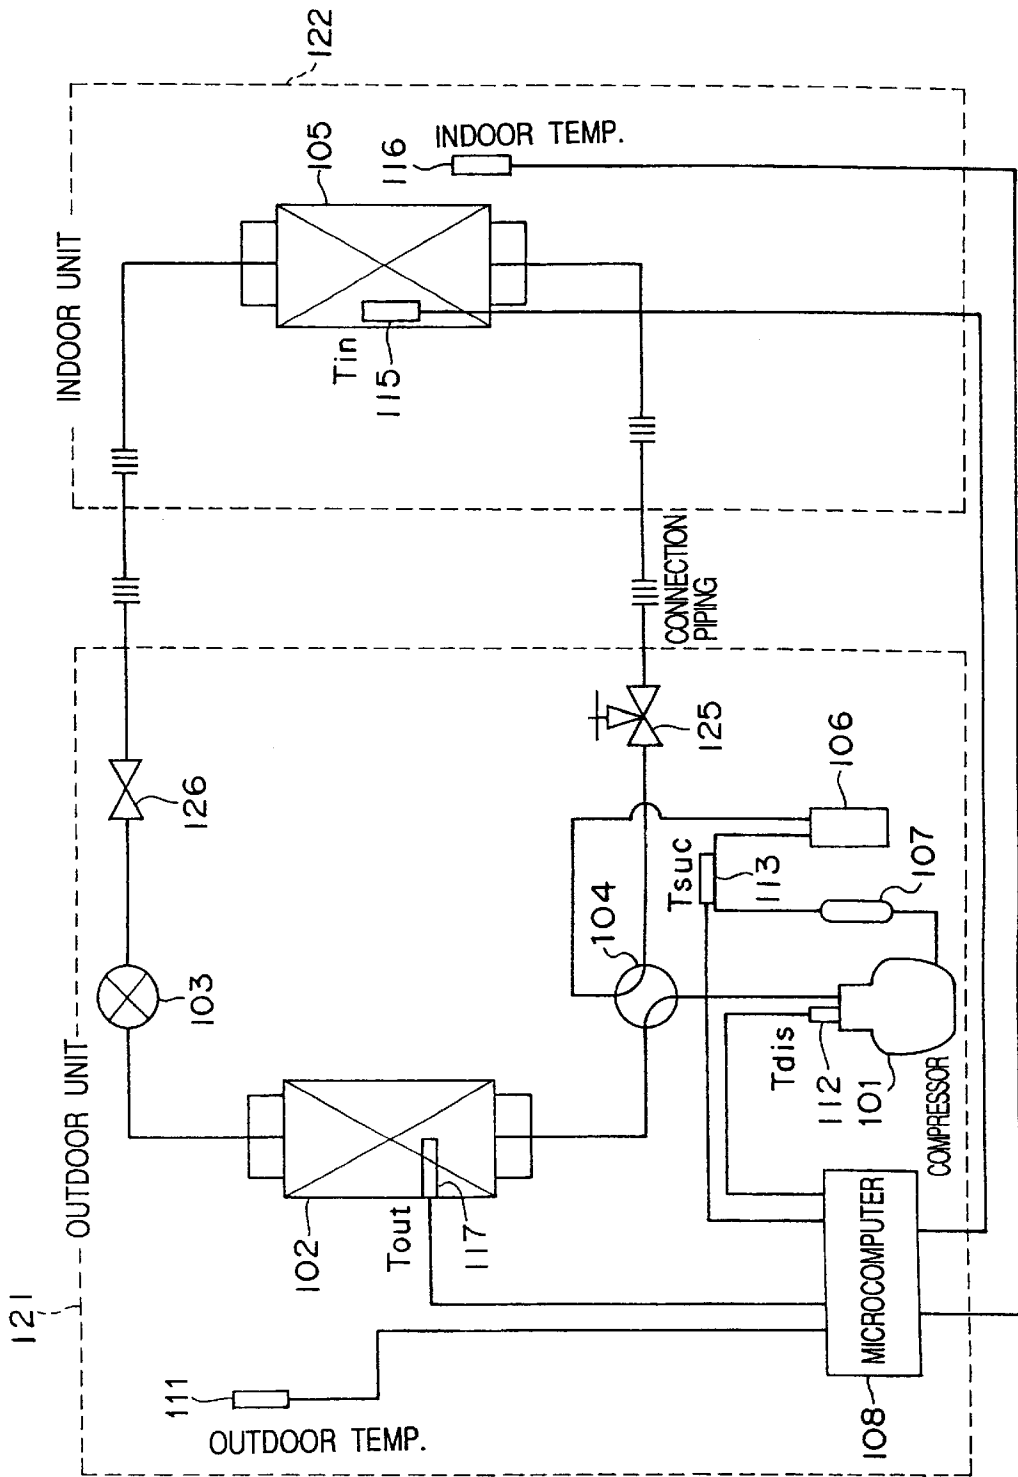 121
OUTDOOR UNIT
INDOOR UNIT
122
126
103
102
Tout
117
111
OUTDOOR TEMP.
105
Tin
115
116
INDOOR TEMP.
CONNECTION
PIPING
125
104
106
Tsuc
113
107
Tdis
112
101
COMPRESSOR
MICROCOMPUTER
108